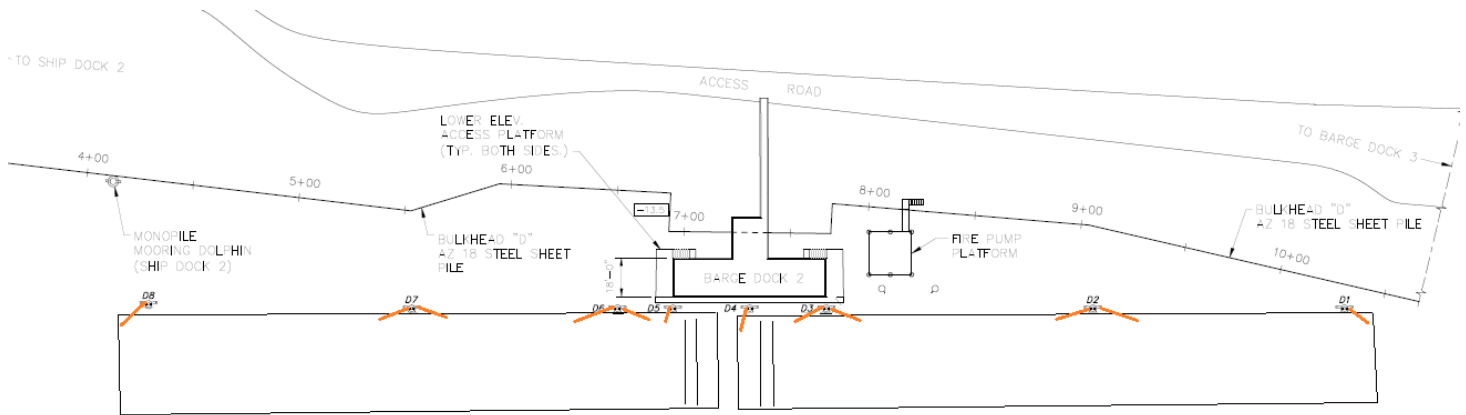 - TO SHIP DOCK 2
ACCESS ROAD
LOWER ELEV.
ACCESS PLATFORM
(TYP. BOTH SIDES.)
TO BARGE DOCK 3
4+00
5+00
6+00
-13.5
7+00
8+00
9+00
10+00
MONOPILE
MOORING DOLPHIN
(SHIP DOCK 2)
BULKHEAD "D"
AZ 18 STEEL SHEET
PILE
18'-0"
BARGE DOCK 2
FIRE PUMP
PLATFORM
BULKHEAD "D"
AZ 18 STEEL SHEET PILE
D8
D7
D6
D5
D4
D3
D2
D1